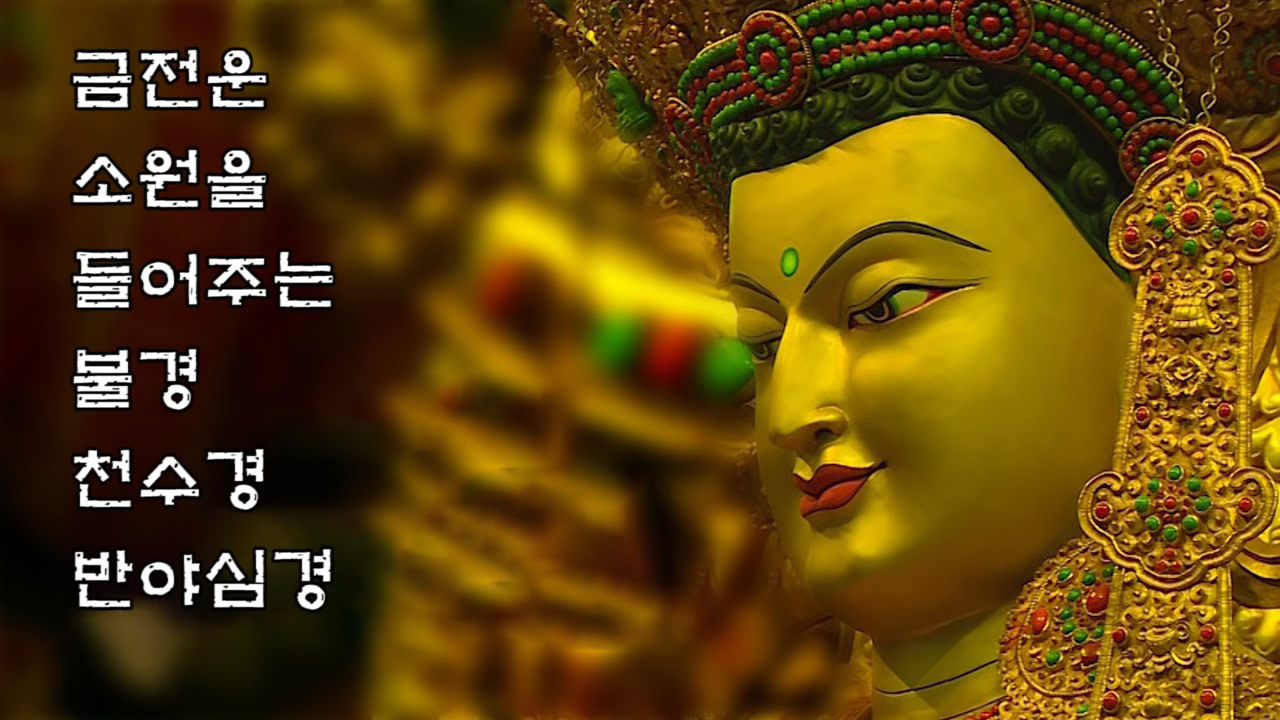 금전운
소원을
들어주는
불경
천수경
반야심경